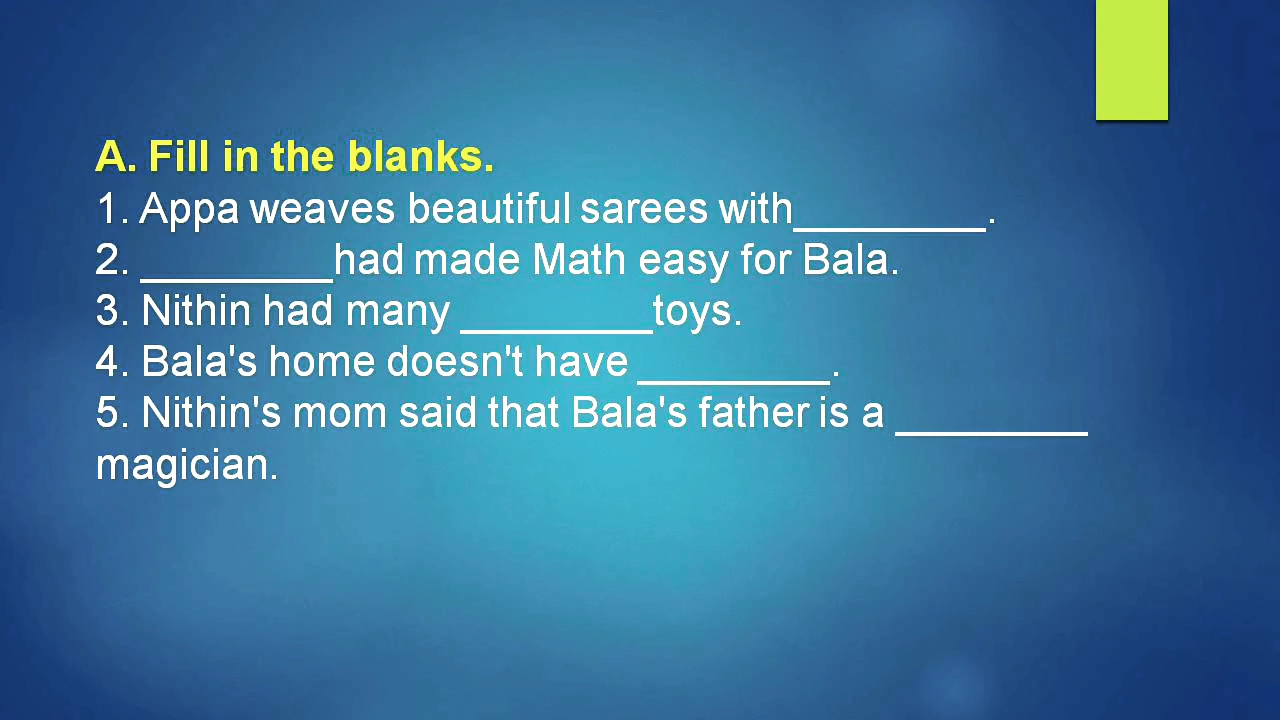 A. Fill in the blanks.
1. Appa weaves beautiful sarees with________.
2. ________had made Math easy for Bala.
3. Nithin had many ________toys.
4. Bala's home doesn't have ________.
5. Nithin's mom said that Bala's father is a ________
magician.